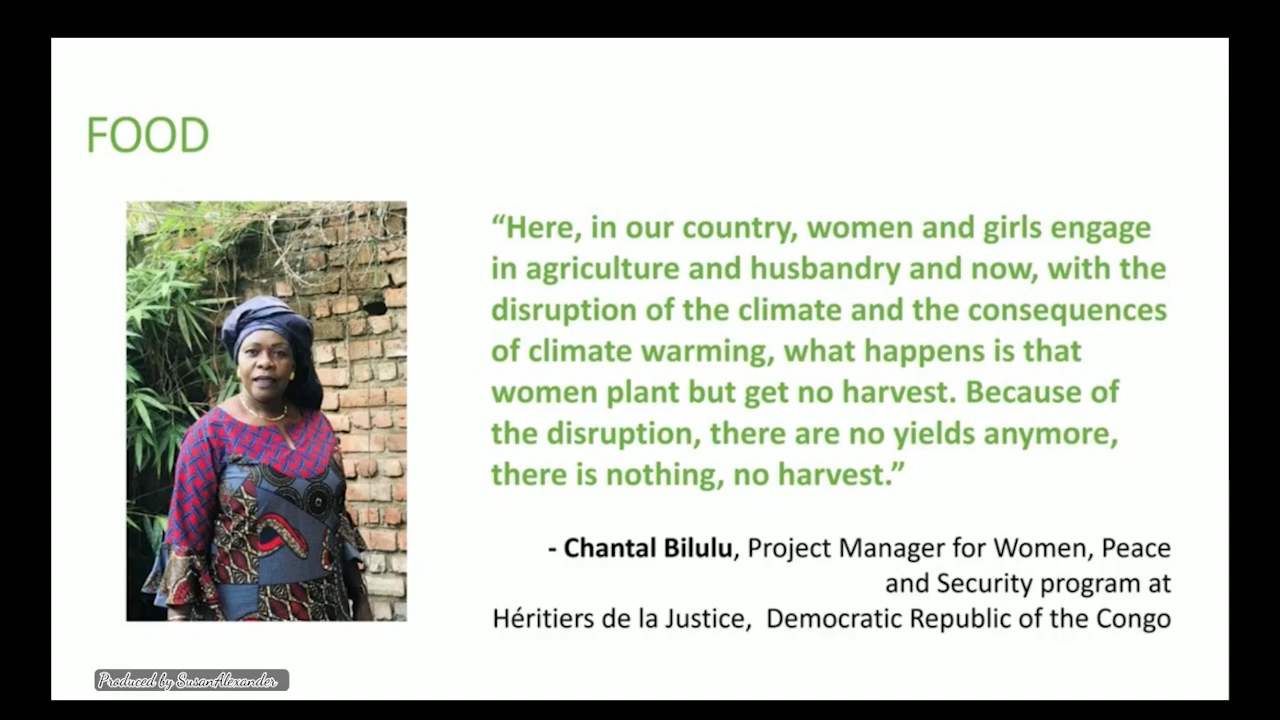 FOOD
“Here, in our country, women and girls engage
in agriculture and husbandry and now, with the
disruption of the climate and the consequences
of climate warming, what happens is that
women plant but get no harvest. Because of
the disruption, there are no yields anymore,
there is nothing, no harvest.”
- Chantal Bilulu, Project Manager for Women, Peace
and Security program at
Héritiers de la Justice,  Democratic Republic of the Congo
Produced by SusanAlexander